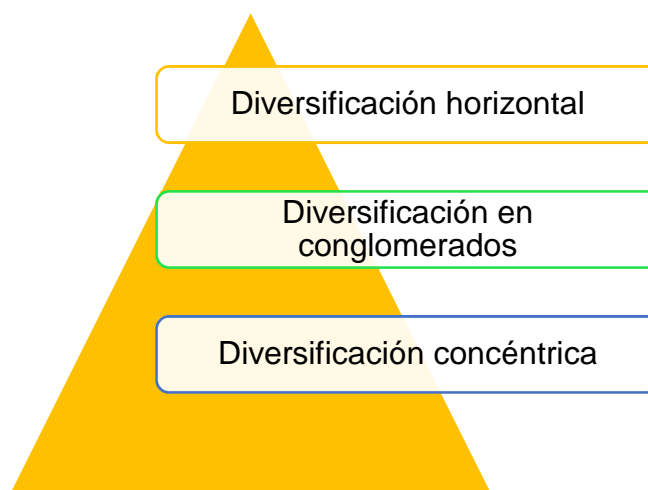 Diversificación horizontal
Diversificación en
conglomerados
Diversificación concéntrica